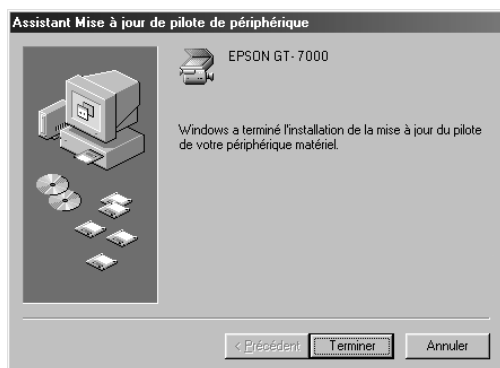 Assistant Mise à jour de pilote de périphérique
EPSON GT-7000
Windows a terminé l'installation de la mise à jour du pilote
de votre périphérique matériel.
< Précédent
Terminer
Annuler